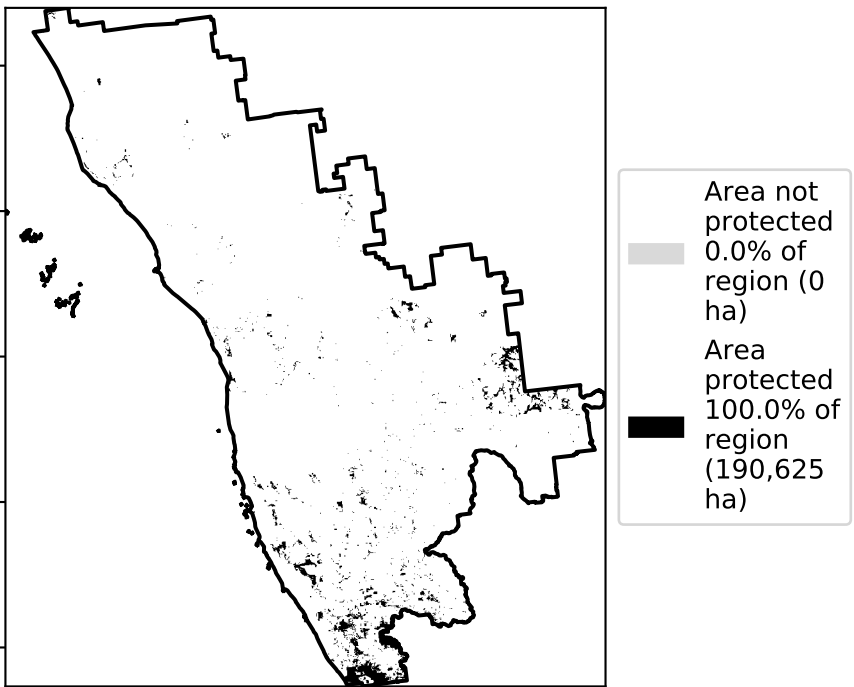 Area not
protected
0.0% of
region (0
ha)
Area
protected
100.0% of
region
(190,625
ha)